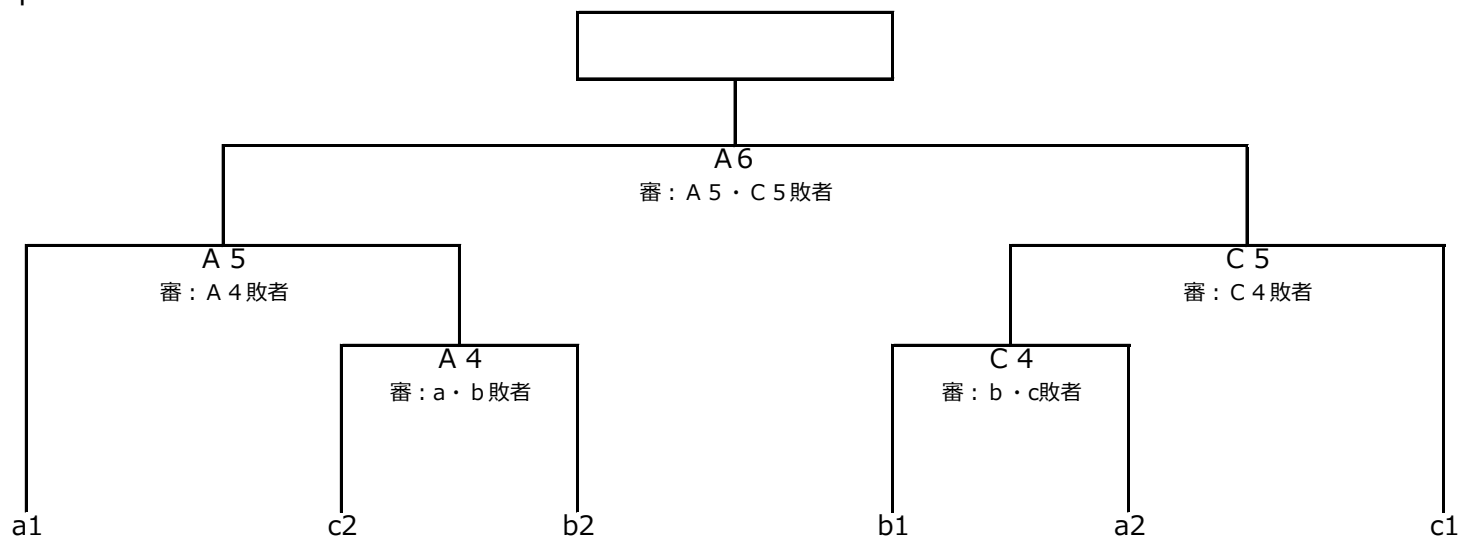 A6
審：A5・C5敗者
A5
C5
審：A4敗者
審：C4敗者
A4
C4
審：a・b敗者
審：b・c敗者
a1
c2
b2
b1
a2
c1